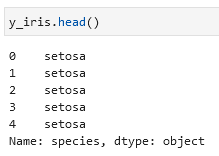 y_iris.head()
0    setosa
1    setosa
2    setosa
3    setosa
4    setosa
Name: species, dtype: object